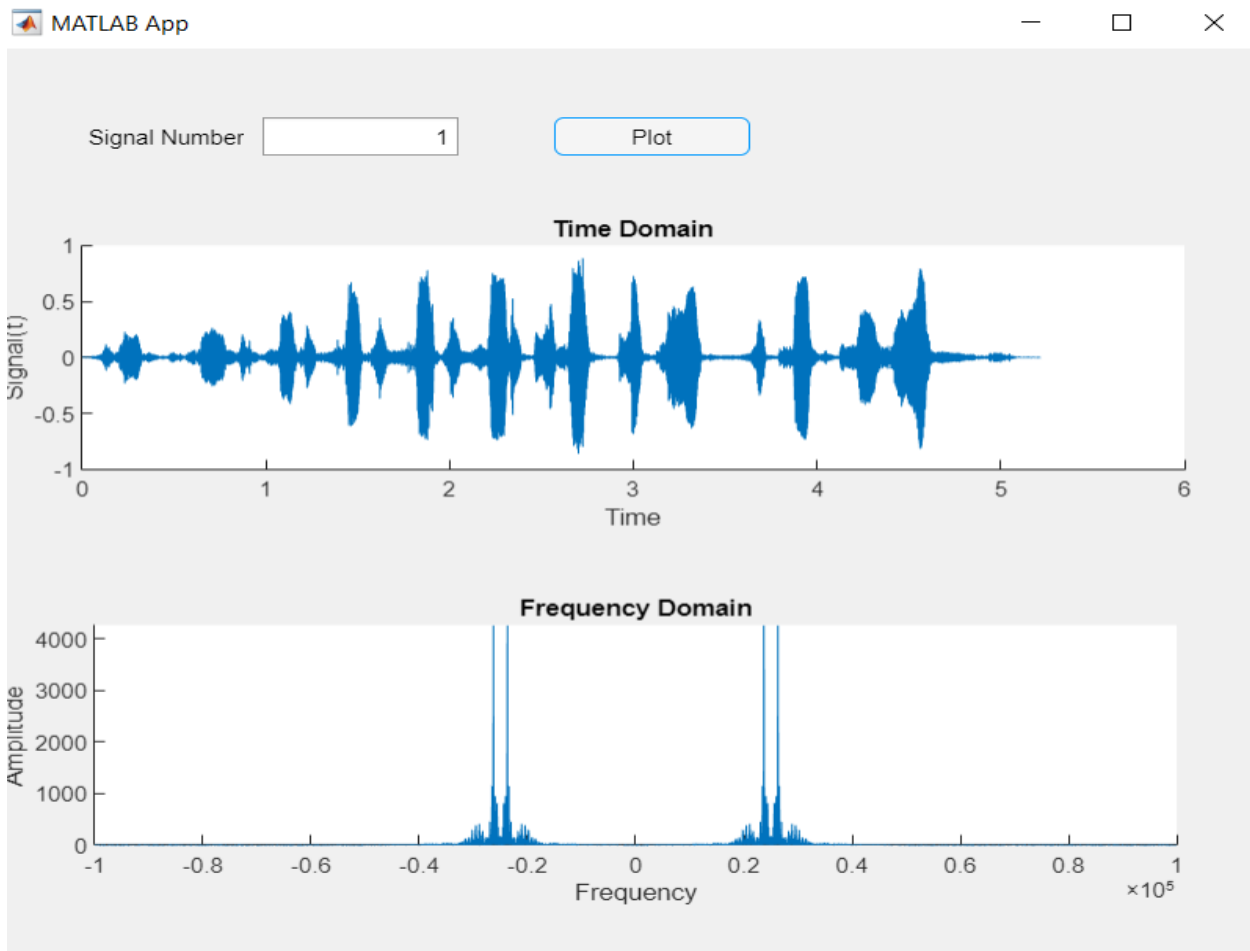 MATLAB App
Signal Number 1 Plot
Time Domain
1
0.5
0
-0.5
-1
Signal(t)
0 1 2 3 4 5 6
Time
Frequency Domain
4000
3000
2000
1000
0
Amplitude
-1 -0.8 -0.6 -0.4 -0.2 0 0.2 0.4 0.6 0.8 1
×10⁵
Frequency